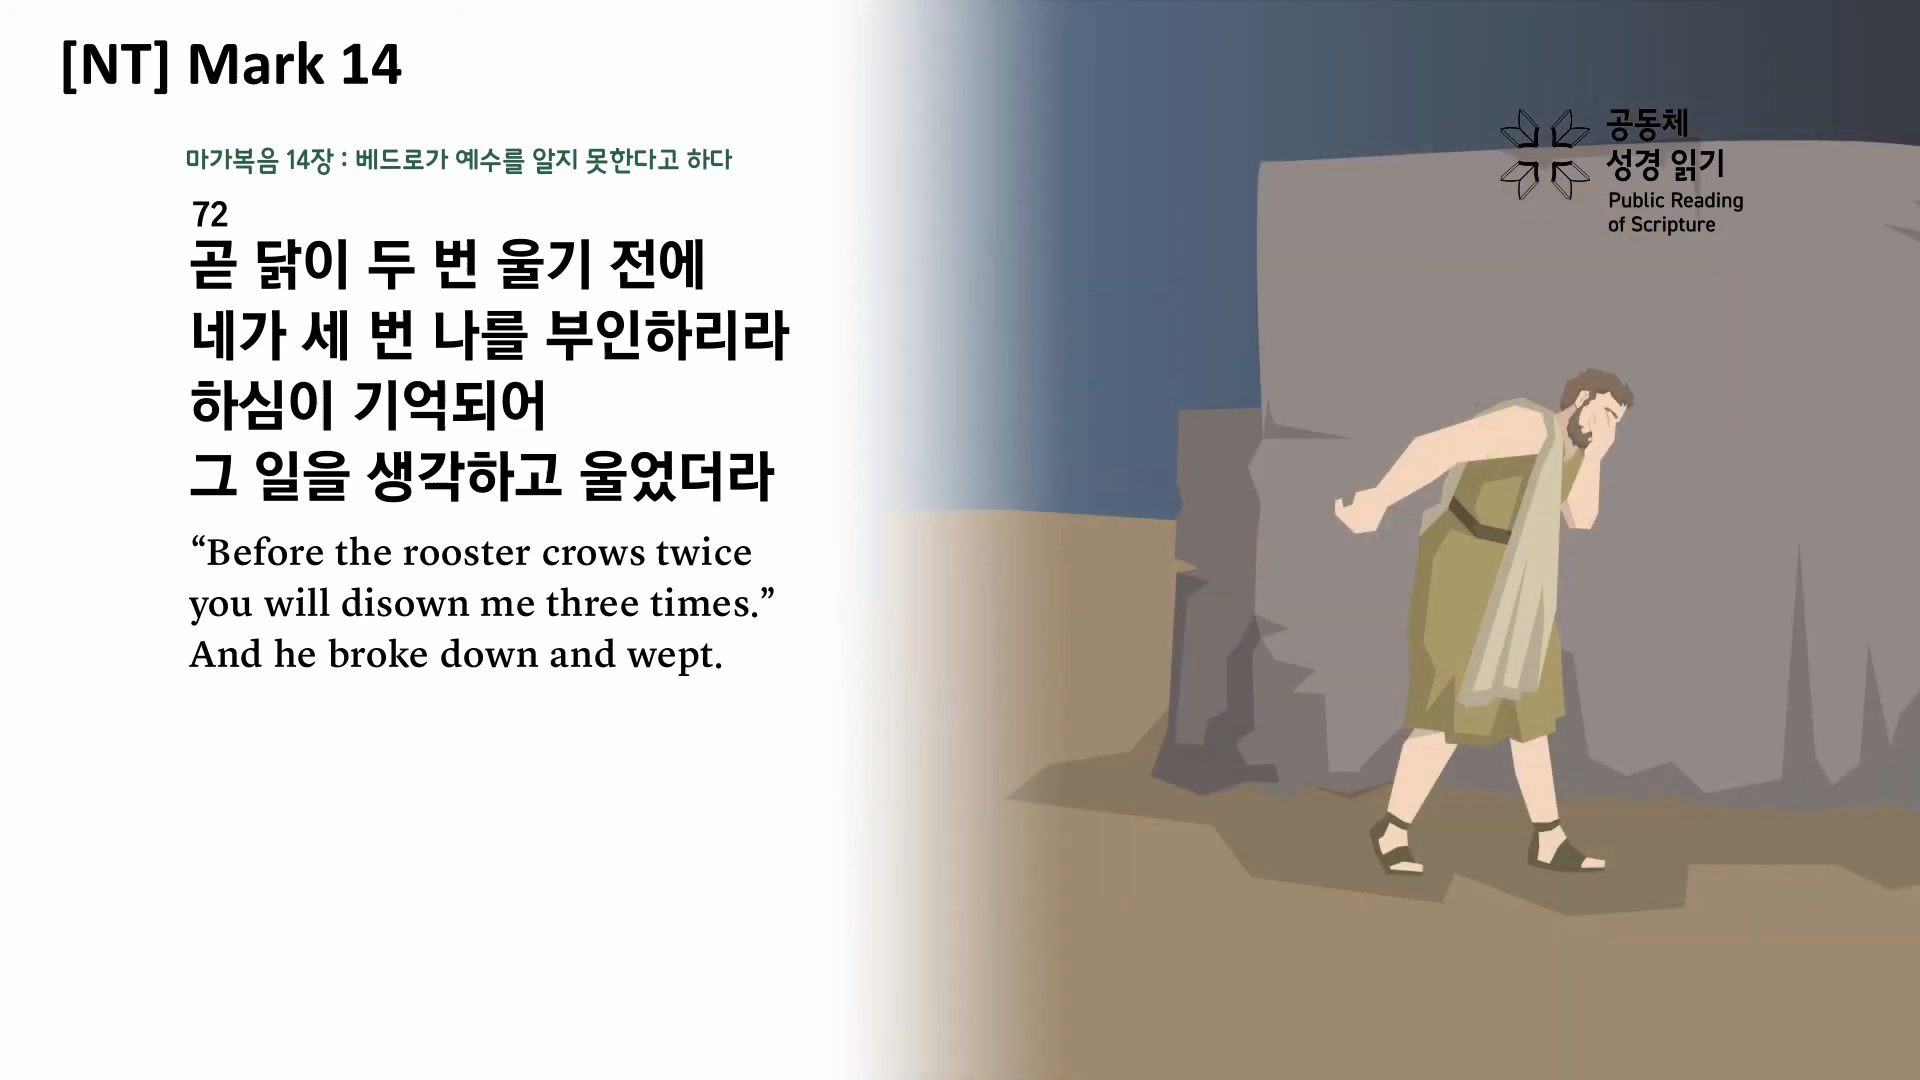 [NT] Mark 14
마가복음 14장 : 베드로가 예수를 알지 못한다고 하다
72
곧 닭이 두 번 울기 전에
네가 세 번 나를 부인하리라
하심이 기억되어
그 일을 생각하고 울었더라
“Before the rooster crows twice
you will disown me three times.”
And he broke down and wept.
공동체
성경 읽기
Public Reading
of Scripture